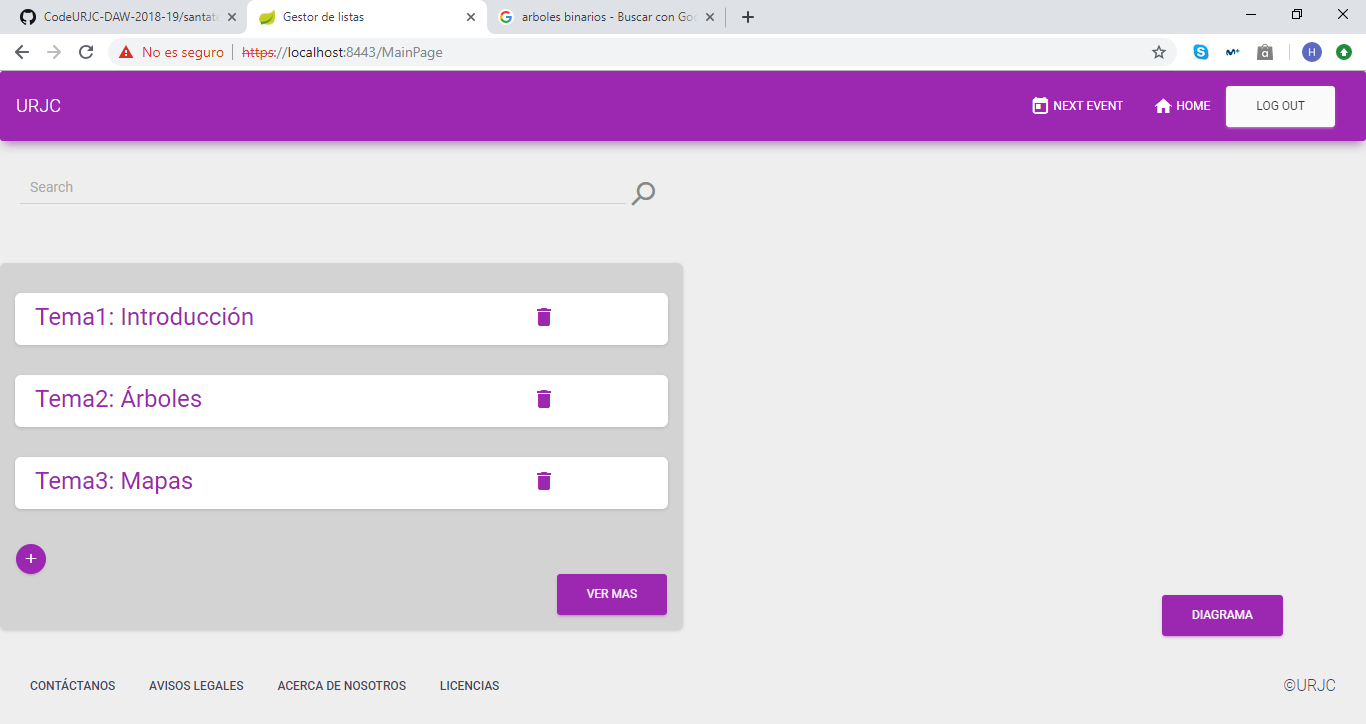 CodeURJC-DAW-2018-19/santat
Gestor de listas
arboles binarios - Buscar con Goo
No es seguro
https://localhost:8443/MainPage
H
URJC
NEXT EVENT
HOME
LOG OUT
Search
Tema1: Introducción
Tema2: Árboles
Tema3: Mapas
+
VER MAS
DIAGRAMA
CONTÁCTANOS
AVISOS LEGALES
ACERCA DE NOSOTROS
LICENCIAS
©URJC